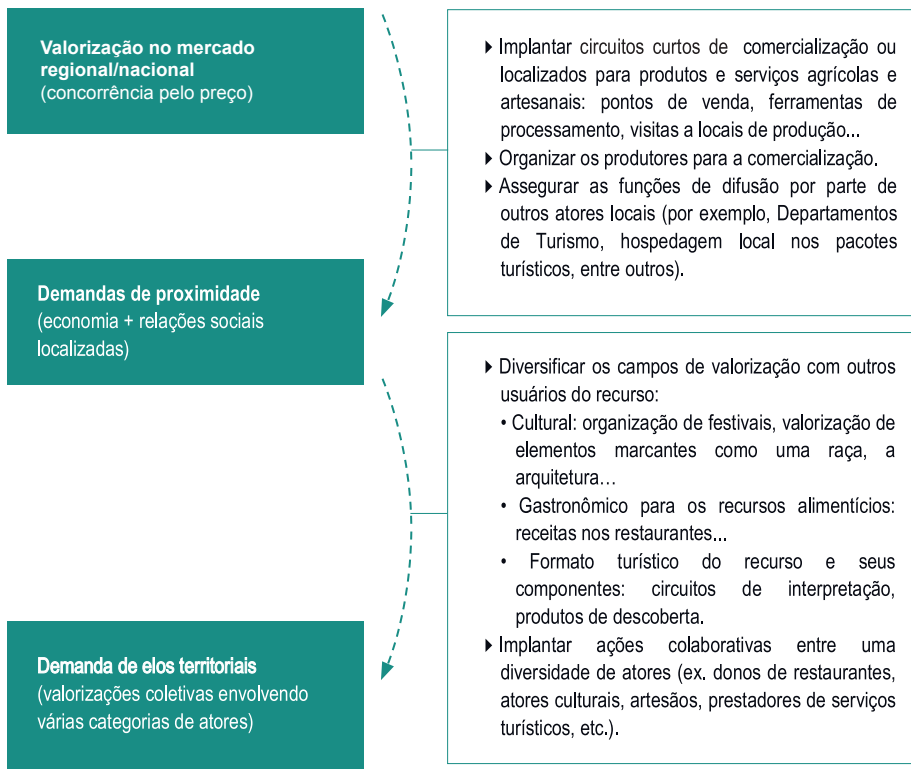 Valorização no mercado
regional/nacional
(concorrência pelo preço)
Implantar circuitos curtos de comercialização ou
localizados para produtos e serviços agrícolas e
artesanais: pontos de venda, ferramentas de
processamento, visitas a locais de produção...
Organizar os produtores para a comercialização.
Assegurar as funções de difusão por parte de
outros atores locais (por exemplo, Departamentos
de Turismo, hospedagem local nos pacotes
turísticos, entre outros).
Demandas de proximidade
(economia + relações sociais
localizadas)
Diversificar os campos de valorização com outros
usuários do recurso:
• Cultural: organização de festivais, valorização de
elementos marcantes como uma raça, a
arquitetura…
• Gastronômico para os recursos alimentícios:
receitas nos restaurantes...
• Formato turístico do recurso e seus
componentes: circuitos de interpretação,
produtos de descoberta.
Implantar ações colaborativas entre uma
diversidade de atores (ex. donos de restaurantes,
atores culturais, artesãos, prestadores de serviços
turísticos, etc.).
Demanda de elos territoriais
(valorizações coletivas envolvendo
várias categorias de atores)